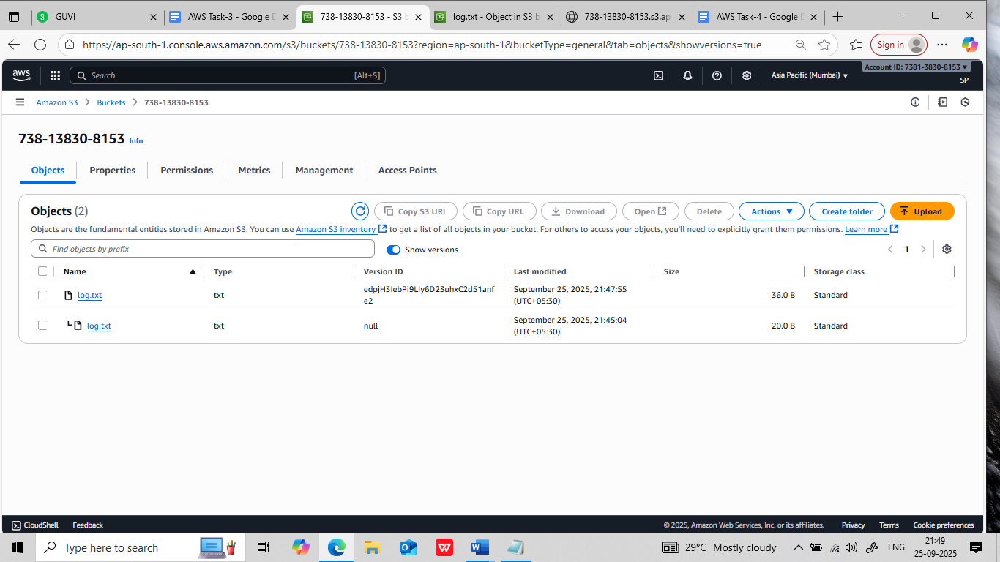 GUVI
AWS Task-3 - Google D
738-13830-8153 - S3 b
log.txt - Object in S3 b
738-13830-8153.s3.ap
AWS Task-4 - Google D
https://ap-south-1.console.aws.amazon.com/s3/buckets/738-13830-8153?region=ap-south-1&bucketType=general&tab=objects&showversions=true
Sign in
aws
Search
[Alt+S]
Asia Pacific (Mumbai)
Account ID: 7381-3830-8153
SP
Amazon S3 > Buckets > 738-13830-8153
738-13830-8153 Info
Objects Properties Permissions Metrics Management Access Points
Objects (2)
Copy S3 URI
Copy URL
Download
Open
Delete
Actions
Create folder
Upload
Objects are the fundamental entities stored in Amazon S3. You can use Amazon S3 inventory to get a list of all objects in your bucket. For others to access your objects, you'll need to explicitly grant them permissions. Learn more
Find objects by prefix
Show versions
1
Name Type Version ID Last modified Size Storage class
log.txt txt edpjH3IebPi9LIy6D23uhxC2d51anf September 25, 2025, 21:47:55 36.0 B Standard
e2 (UTC+05:30)
log.txt txt null September 25, 2025, 21:45:04 20.0 B Standard
(UTC+05:30)
CloudShell Feedback © 2025, Amazon Web Services, Inc. or its affiliates. Privacy Terms Cookie preferences
Type here to search
29°C Mostly cloudy
ENG
21:49
25-09-2025